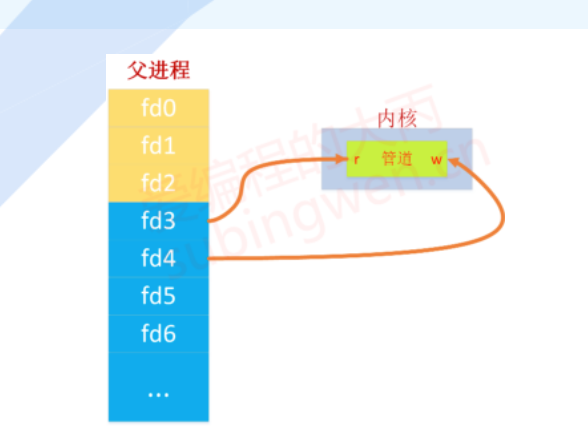 父进程
fd0
内核
fd1
r 管道 w
fd2
fd3
fd4
fd5
fd6
...
爱编程的大丙
subingwen.cn